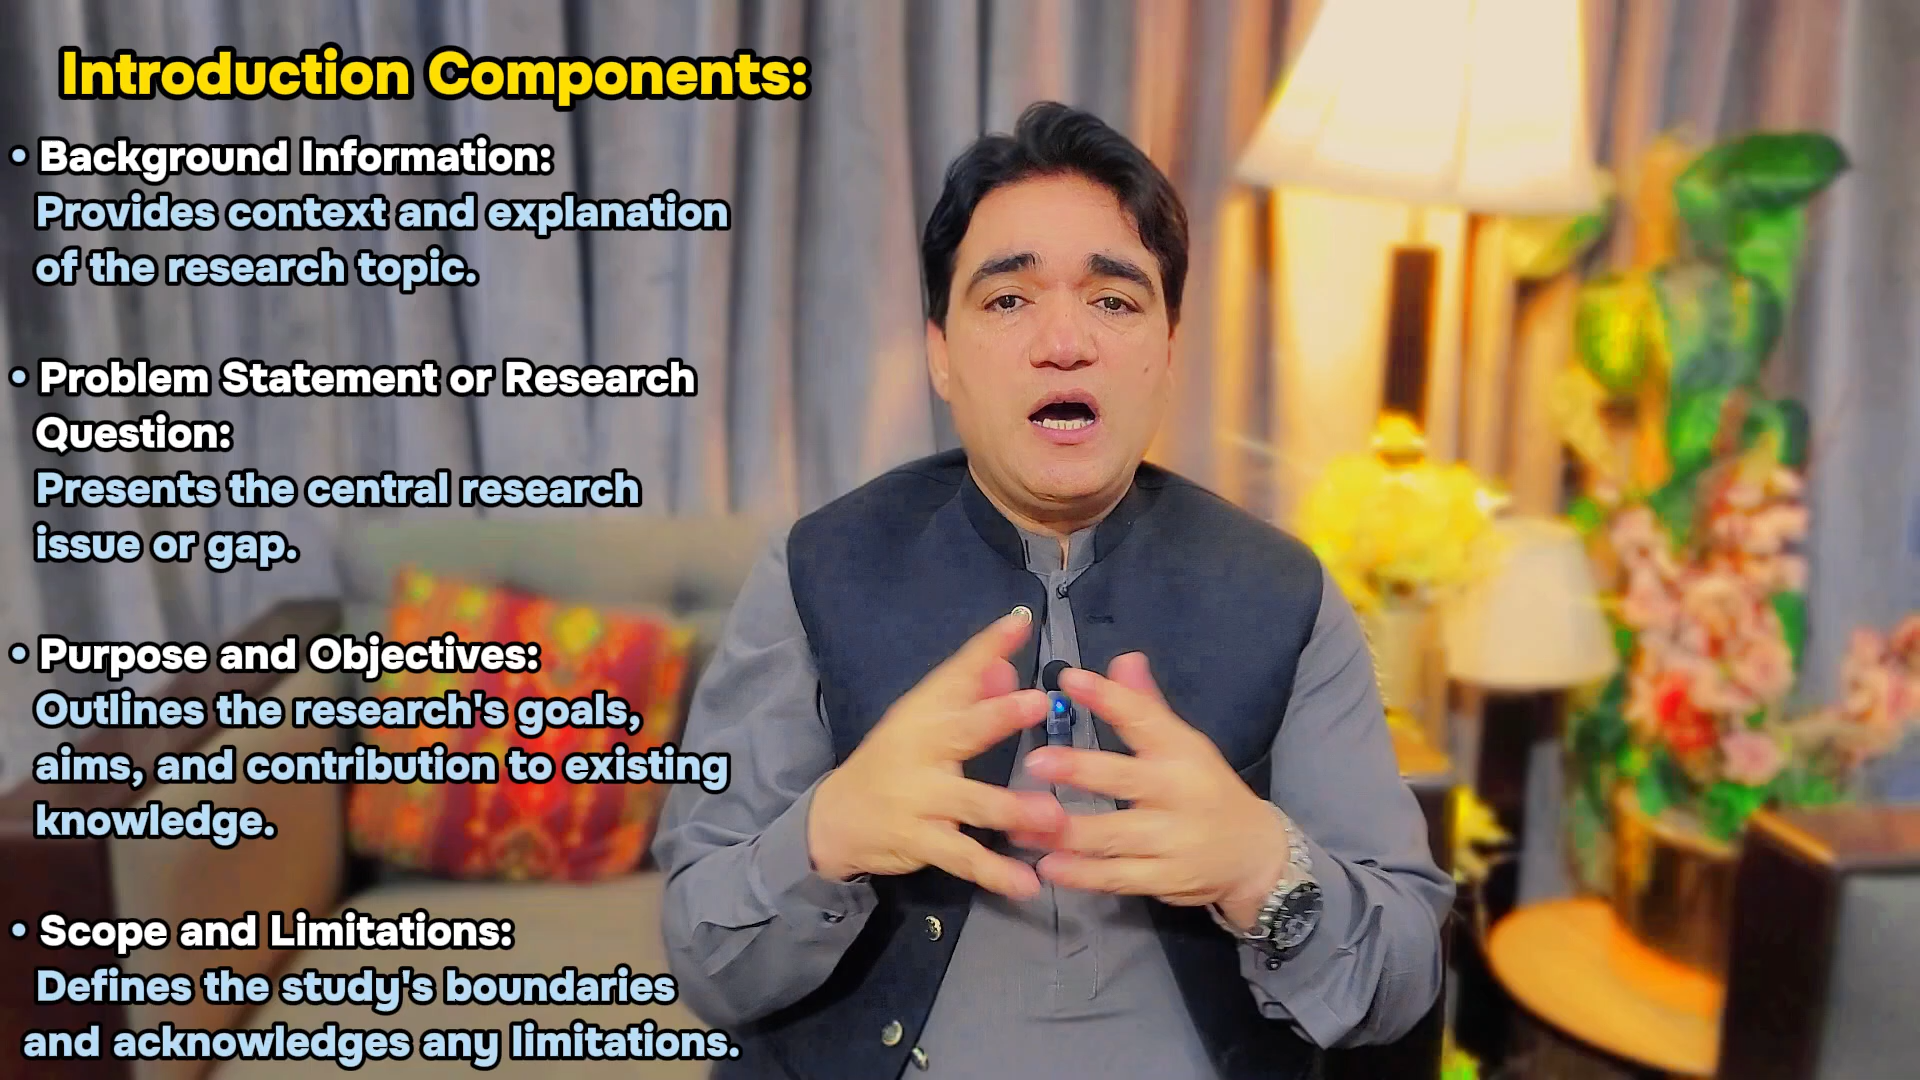 Introduction Components:
• Background Information:
Provides context and explanation
of the research topic.
• Problem Statement or Research
Question:
Presents the central research
issue or gap.
• Purpose and Objectives:
Outlines the research's goals,
aims, and contribution to existing
knowledge.
• Scope and Limitations:
Defines the study's boundaries
and acknowledges any limitations.